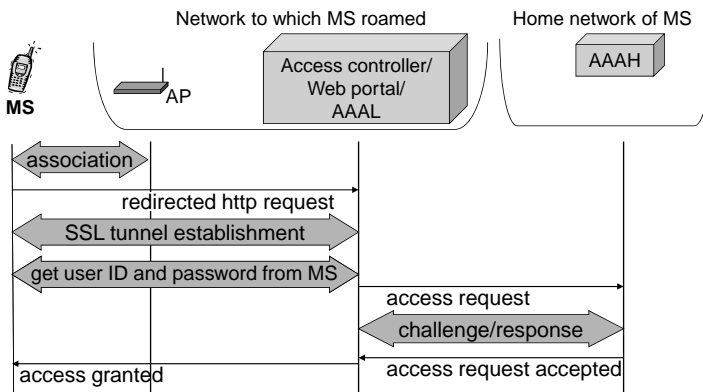 Network to which MS roamed
Home network of MS
MS
AP
Access controller/
Web portal/
AAAL
AAAH
association
redirected http request
SSL tunnel establishment
get user ID and password from MS
access request
challenge/response
access request accepted
access granted